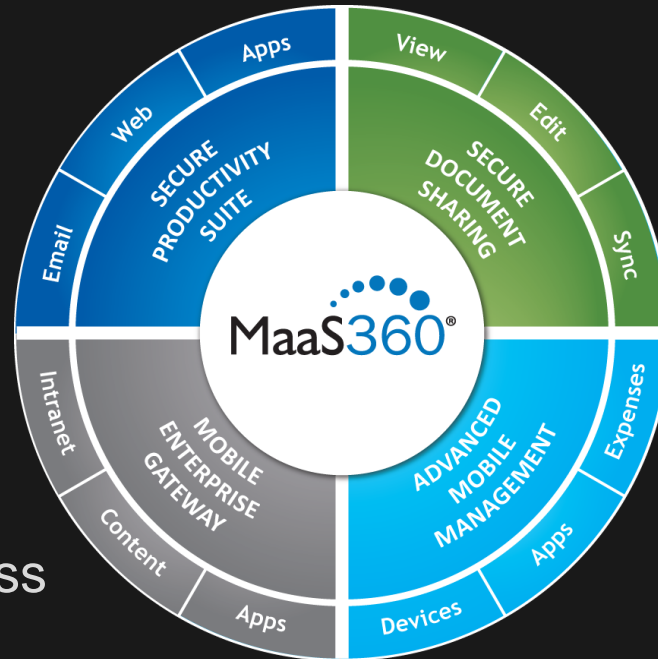 Apps
Web
Email
SECURE
PRODUCTIVITY
SUITE
View
Edit
Sync
SECURE
DOCUMENT
SHARING
MaaS360®
Intranet
Content
Apps
MOBILE
ENTERPRISE
GATEWAY
Expenses
Apps
Devices
ADVANCED
MOBILE
MANAGEMENT